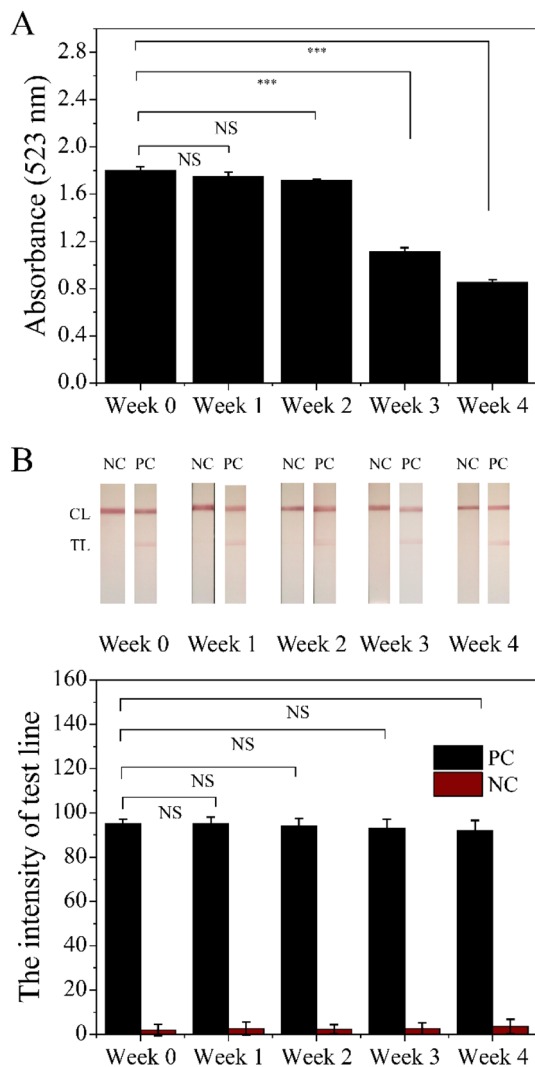 A
Absorbance (523 nm)
2.8
2.4
2.0
1.6
1.2
0.8
0.4
0.0
***
***
NS
NS
Week 0 Week 1 Week 2 Week 3 Week 4
B
NC PC NC PC NC PC NC PC NC PC
CL
TL
Week 0 Week 1 Week 2 Week 3 Week 4
The intensity of test line
160
140
120
100
80
60
40
20
0
NS
NS
NS
NS
PC
NC
Week 0 Week 1 Week 2 Week 3 Week 4